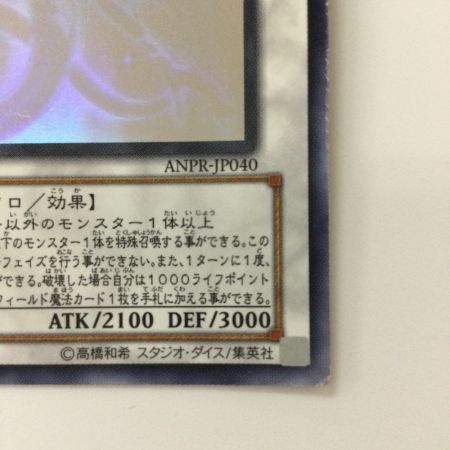 ANPR-JP040
ロ／効果】
以外のモンスター1体以上
下のモンスター1体を特殊召喚する事ができる。この
フェイズを行う事ができない。また、1ターンに1度、
できる。破壊した場合自分は1000ライフポイント
フィールド魔法カード1枚を手札に加える事ができる。
ATK/2100 DEF/3000
©高橋和希 スタジオ・ダイス/集英社